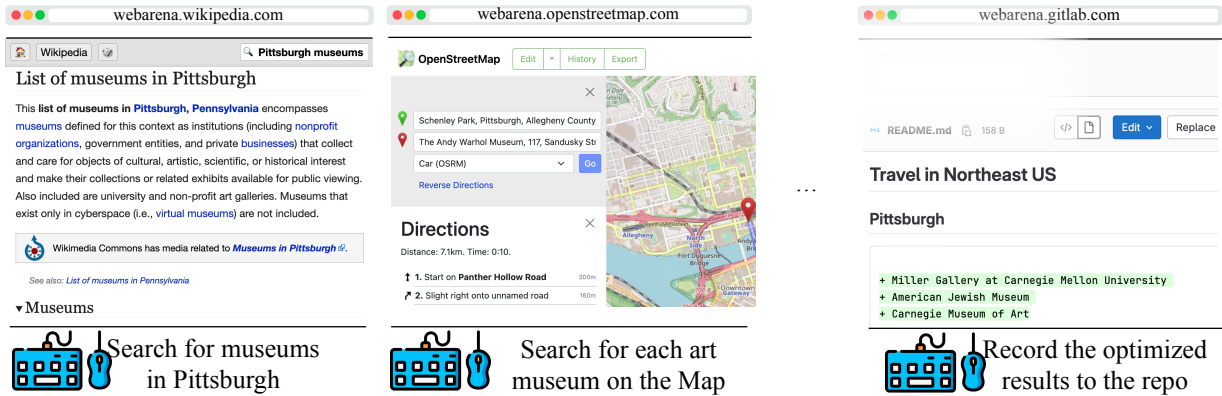 webarena.wikipedia.com
Wikipedia
Pittsburgh museums
List of museums in Pittsburgh
This list of museums in Pittsburgh, Pennsylvania encompasses
museums defined for this context as institutions (including nonprofit
organizations, government entities, and private businesses) that collect
and care for objects of cultural, artistic, scientific, or historical interest
and make their collections or related exhibits available for public viewing.
Also included are university and non-profit art galleries. Museums that
exist only in cyberspace (i.e., virtual museums) are not included.
Wikimedia Commons has media related to Museums in Pittsburgh.
See also: List of museums in Pennsylvania
▾Museums
Search for museums
in Pittsburgh
webarena.openstreetmap.com
OpenStreetMap
Edit
History
Export
Schenley Park, Pittsburgh, Allegheny County
The Andy Warhol Museum, 117, Sandusky Str
Car (OSRM)
Go
Reverse Directions
Directions
Distance: 7.1km. Time: 0:10.
1. Start on Panther Hollow Road 300m
2. Slight right onto unnamed road 160m
Allegheny
North
Side
Fort Duquesne
Bridge
Downtown
Gateway
Search for each art
museum on the Map
...
webarena.gitlab.com
README.md 158 B
Edit
Replace
Travel in Northeast US
Pittsburgh
+ Miller Gallery at Carnegie Mellon University
+ American Jewish Museum
+ Carnegie Museum of Art
Record the optimized
results to the repo